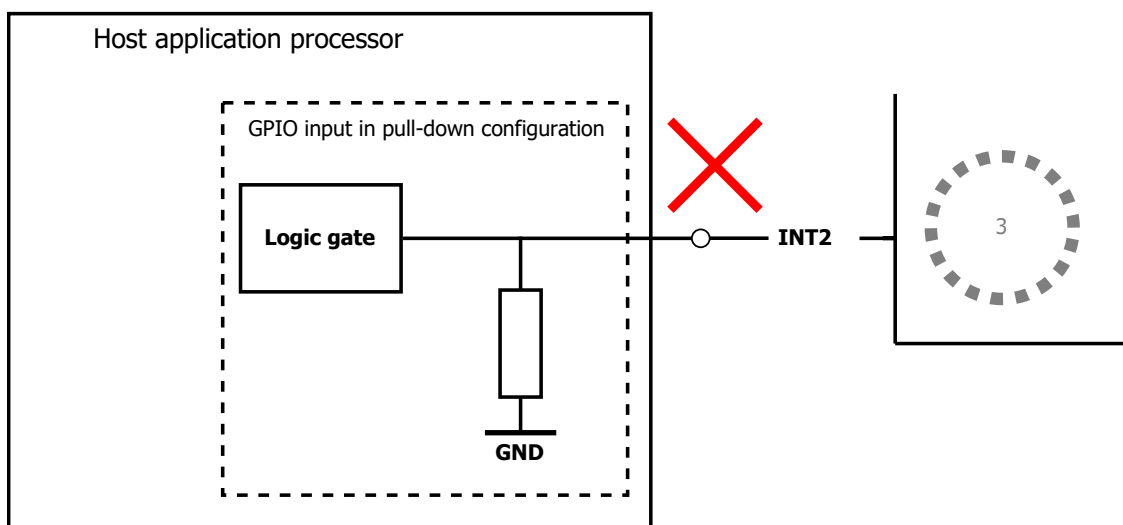 Host application processor
GPIO input in pull-down configuration
Logic gate
INT2
3
GND